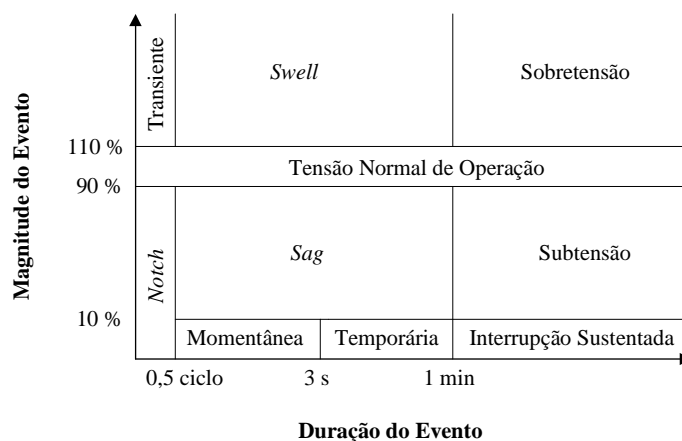 Magnitude do Evento
Transiente
Swell
Sobretensão
110 %
Tensão Normal de Operação
90 %
Notch
Sag
Subtensão
10 %
Momentânea
Temporária
Interrupção Sustentada
0,5 ciclo
3 s
1 min
Duração do Evento